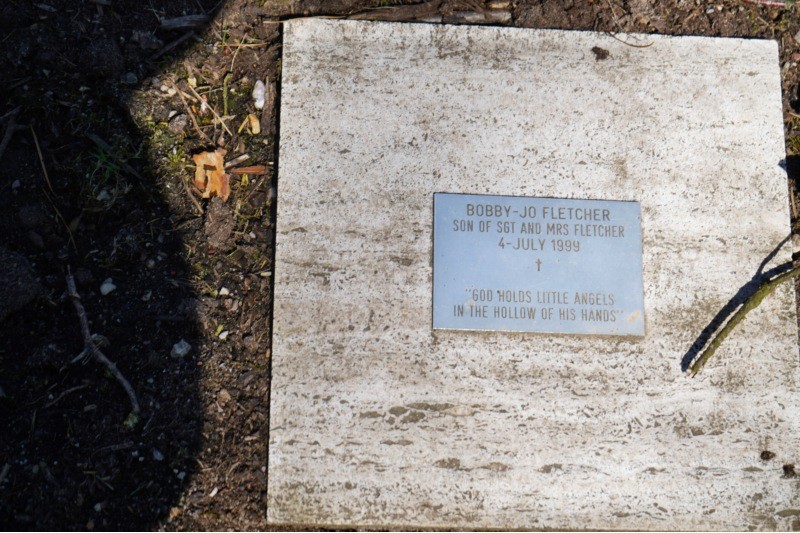 BOBBY-JO FLETCHER
SON OF SGT AND MRS FLETCHER
4-JULY 1999
"GOD HOLDS LITTLE ANGELS
IN THE HOLLOW OF HIS HANDS"